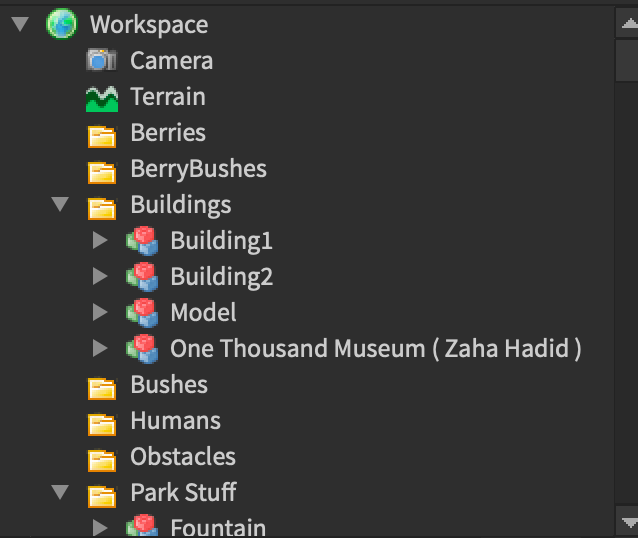 Workspace
Camera
Terrain
Berries
BerryBushes
Buildings
Building1
Building2
Model
One Thousand Museum ( Zaha Hadid )
Bushes
Humans
Obstacles
Park Stuff
Fountain